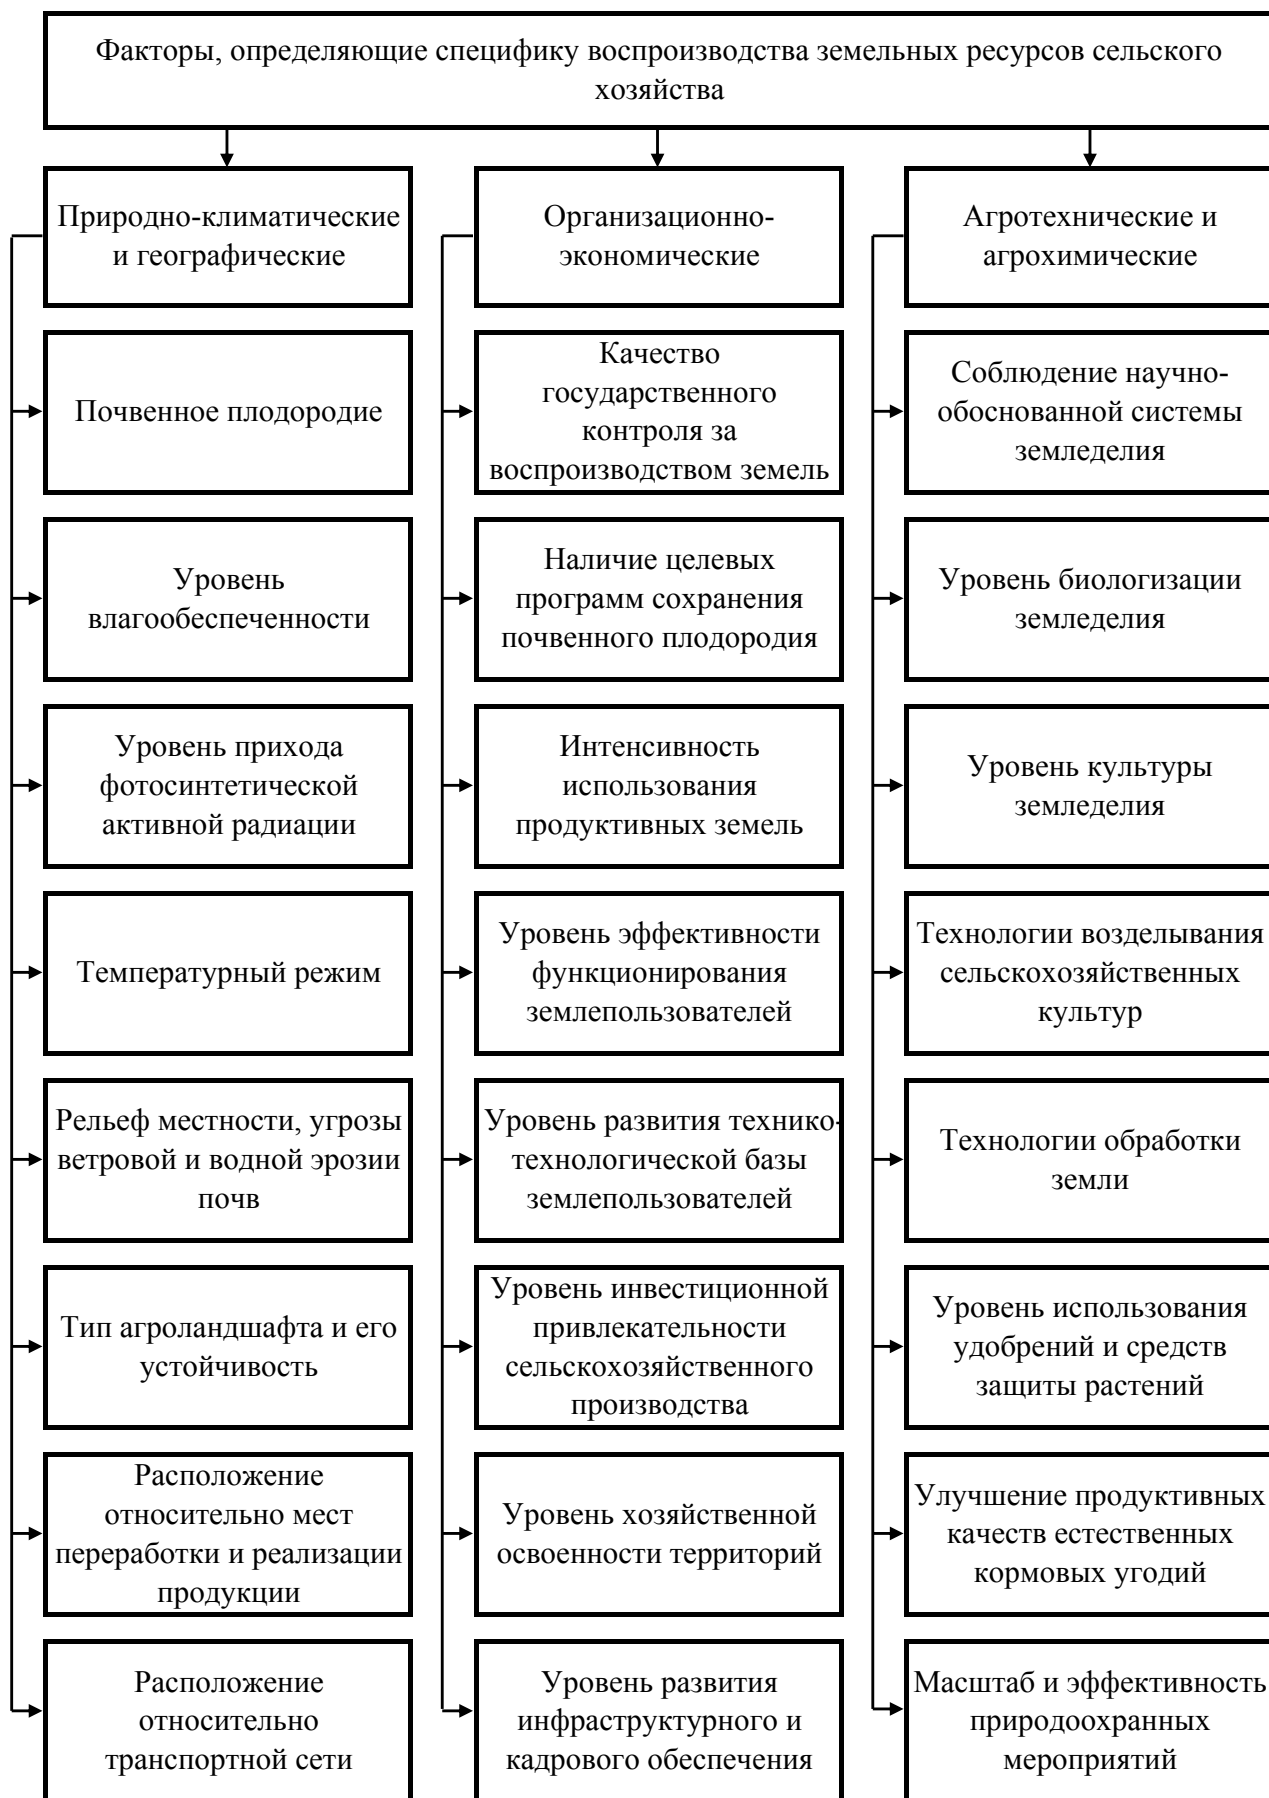 Факторы, определяющие специфику воспроизводства земельных ресурсов сельского
хозяйства
Природно-климатические
и географические
Организационно-
экономические
Агротехнические и
агрохимические
Почвенное плодородие
Качество
государственного
контроля за
воспроизводством земель
Соблюдение научно-
обоснованной системы
земледелия
Уровень
влагообеспеченности
Наличие целевых
программ сохранения
почвенного плодородия
Уровень биологизации
земледелия
Уровень прихода
фотосинтетической
активной радиации
Интенсивность
использования
продуктивных земель
Уровень культуры
земледелия
Температурный режим
Уровень эффективности
функционирования
землепользователей
Технологии возделывания
сельскохозяйственных
культур
Рельеф местности, угрозы
ветровой и водной эрозии
почв
Уровень развития технико-
технологической базы
землепользователей
Технологии обработки
земли
Тип агроландшафта и его
устойчивость
Уровень инвестиционной
привлекательности
сельскохозяйственного
производства
Уровень использования
удобрений и средств
защиты растений
Расположение
относительно мест
переработки и реализации
продукции
Уровень хозяйственной
освоенности территорий
Улучшение продуктивных
качеств естественных
кормовых угодий
Расположение
относительно
транспортной сети
Уровень развития
инфраструктурного и
кадрового обеспечения
Масштаб и эффективность
природоохранных
мероприятий